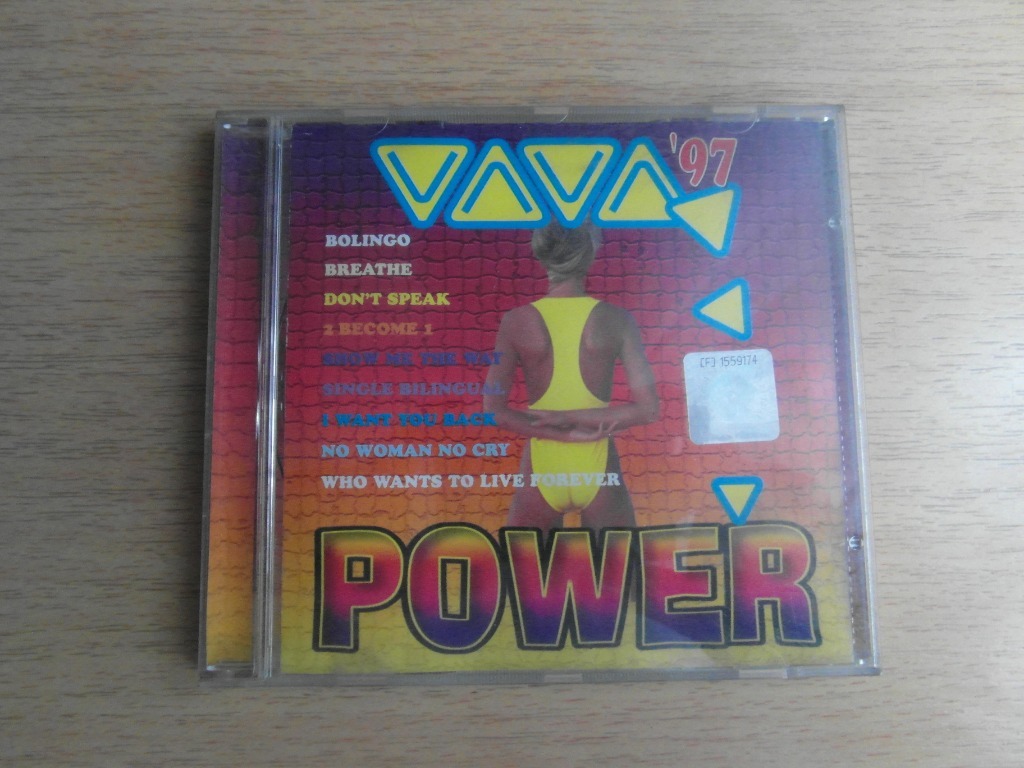 VAVA '97
BOLINGO
BREATHE
DON'T SPEAK
2 BECOME 1
SHOW ME THE WAY
SINGLE BILINGUAL
I WANT YOU BACK
NO WOMAN NO CRY
WHO WANTS TO LIVE FOREVER
CF3 1559174
POWER